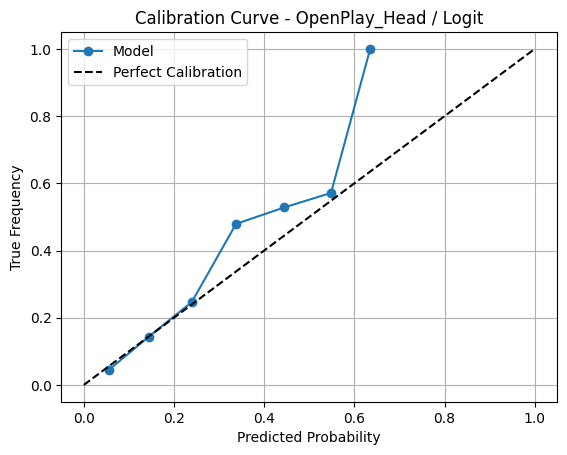 Calibration Curve - OpenPlay_Head / Logit
Model
Perfect Calibration
True Frequency
1.0
0.8
0.6
0.4
0.2
0.0
0.0 0.2 0.4 0.6 0.8 1.0
Predicted Probability